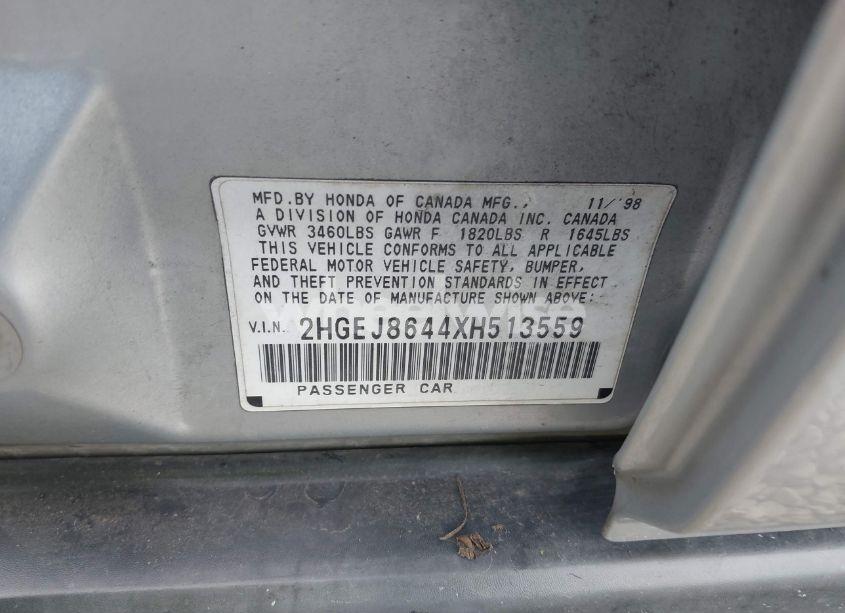 MFD.BY HONDA OF CANADA MFG., 11/'98
A DIVISION OF HONDA CANADA INC. CANADA
GVWR 3460LBS GAWR F 1820LBS R 1645LBS
THIS VEHICLE CONFORMS TO ALL APPLICABLE
FEDERAL MOTOR VEHICLE SAFETY, BUMPER,
AND THEFT PREVENTION STANDARDS IN EFFECT
ON THE DATE OF MANUFACTURE SHOWN ABOVE:
V.I.N. 2HGEJ8644XH513559
PASSENGER CAR